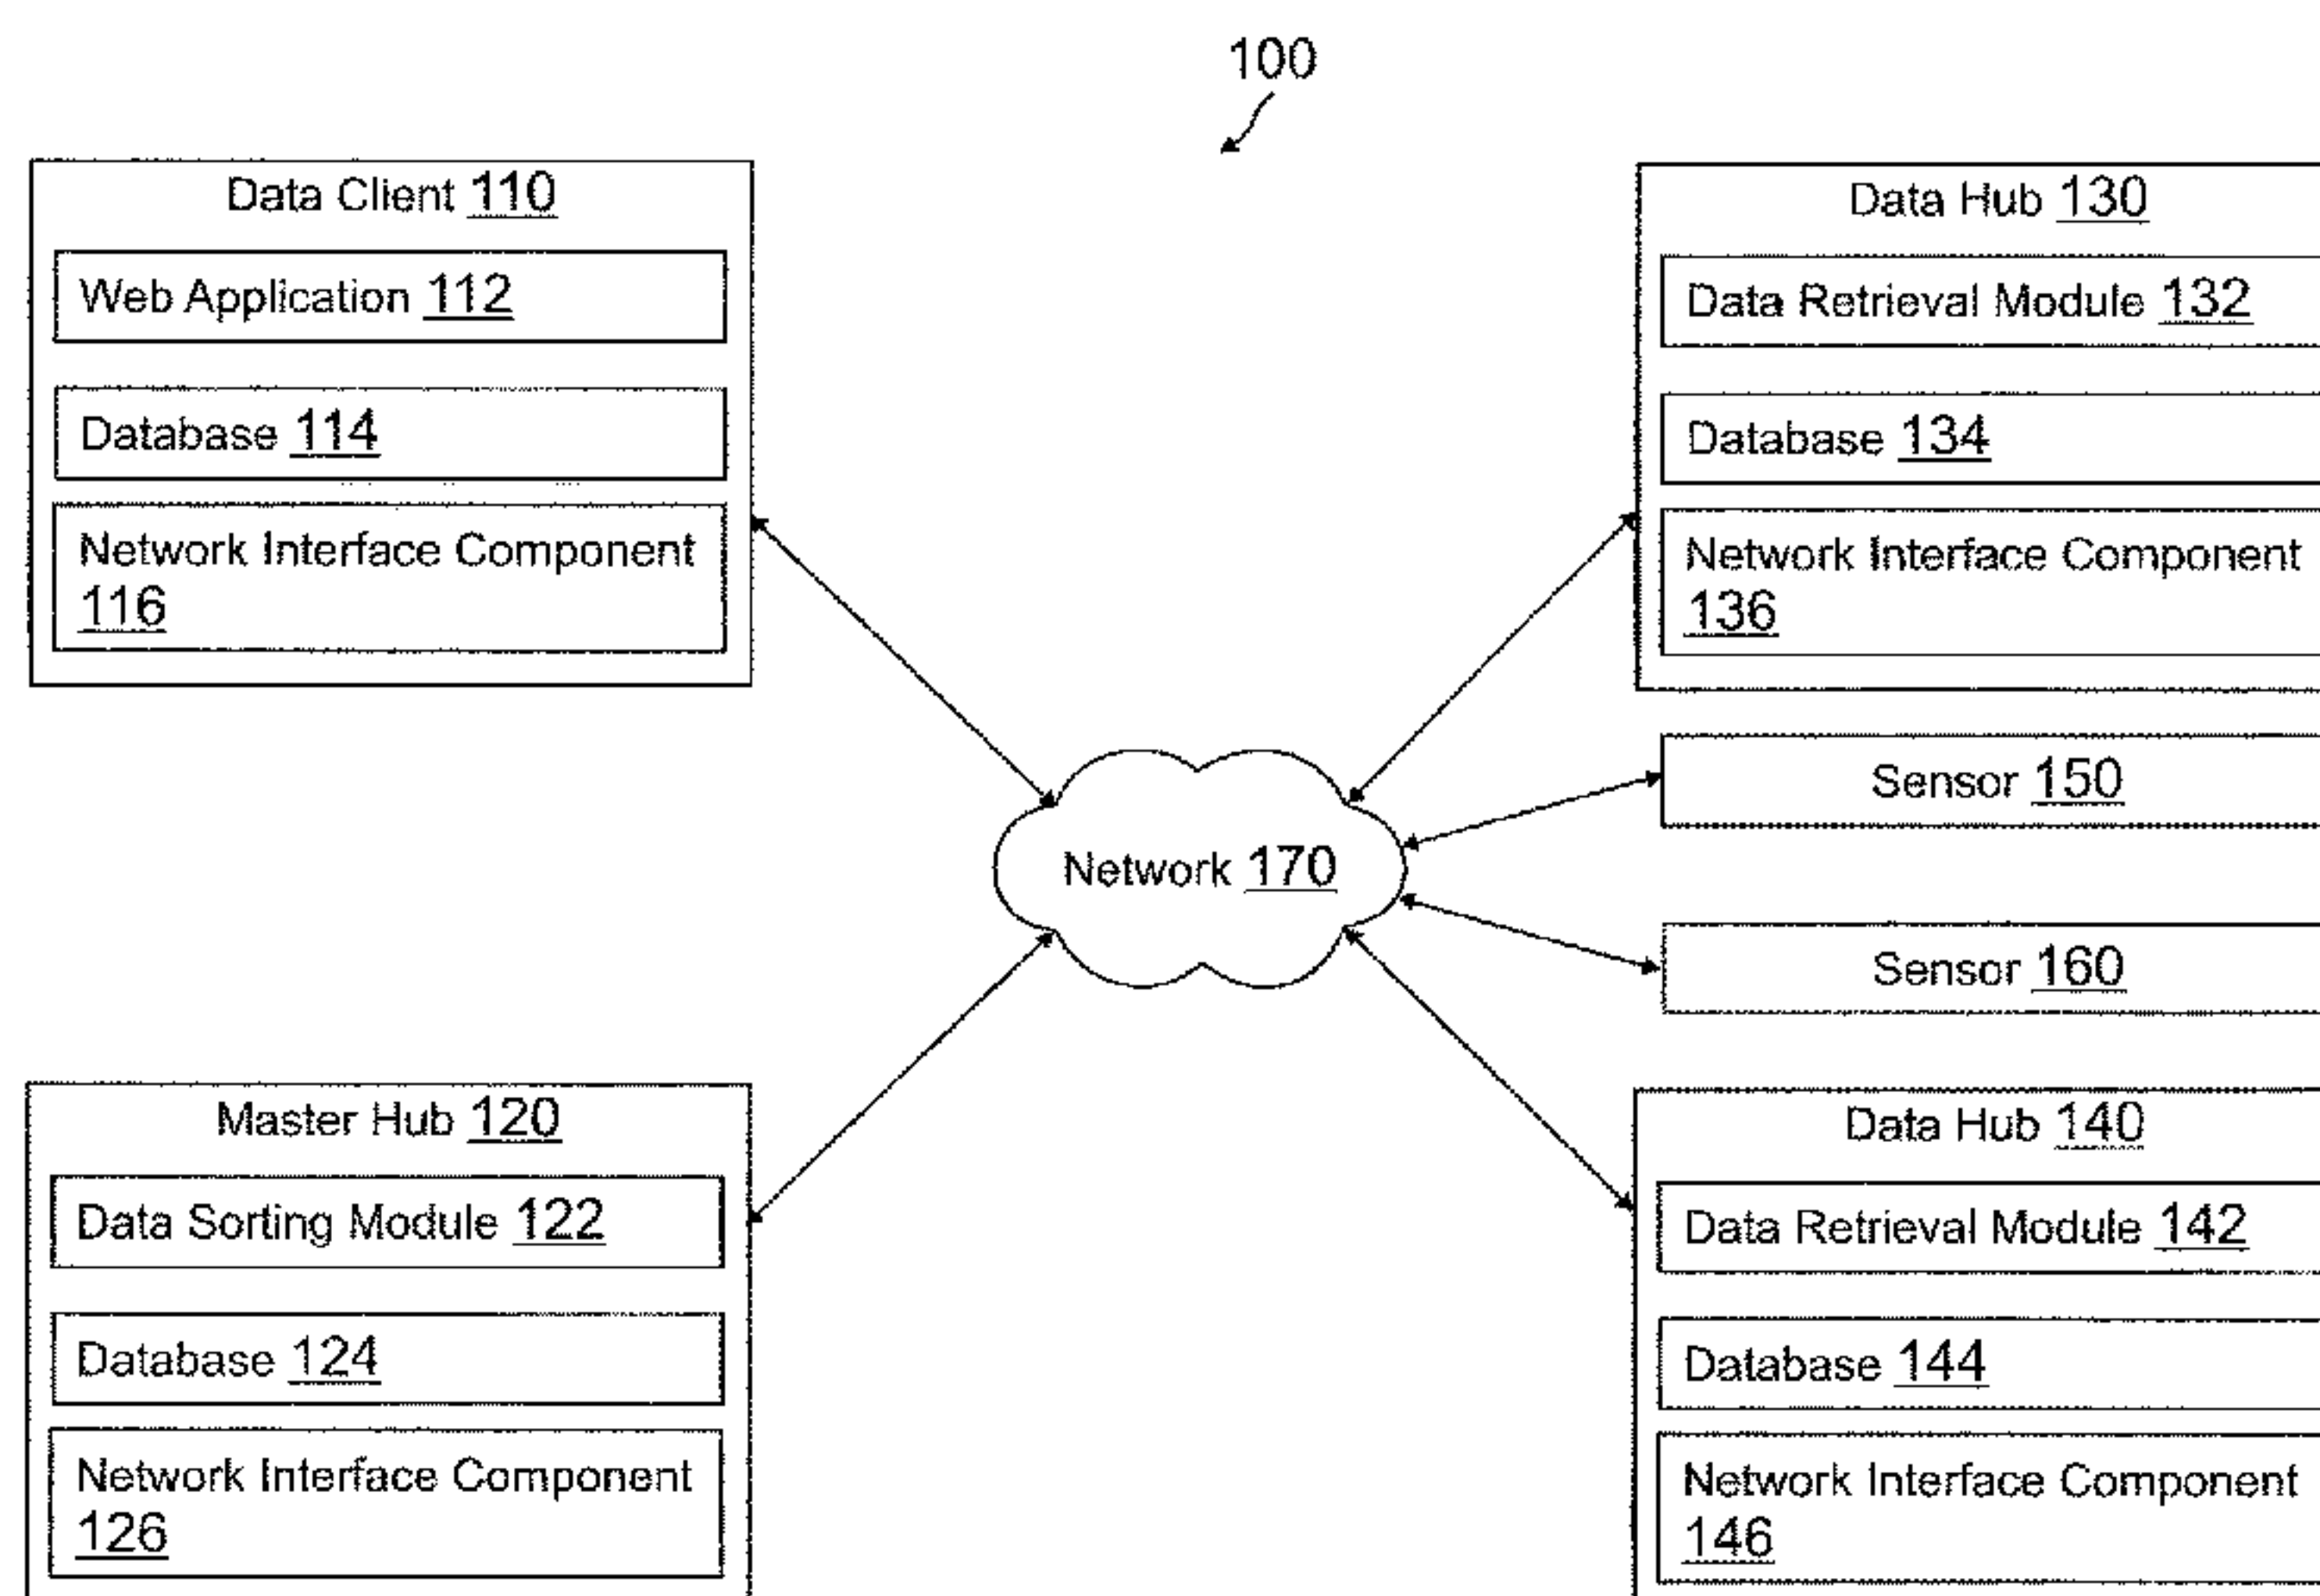 100
Data Client 110
Web Application 112
Database 114
Network Interface Component
116
Data Hub 130
Data Retrieval Module 132
Database 134
Network Interface Component
136
Sensor 150
Network 170
Sensor 160
Master Hub 120
Data Sorting Module 122
Database 124
Network Interface Component
126
Data Hub 140
Data Retrieval Module 142
Database 144
Network Interface Component
146